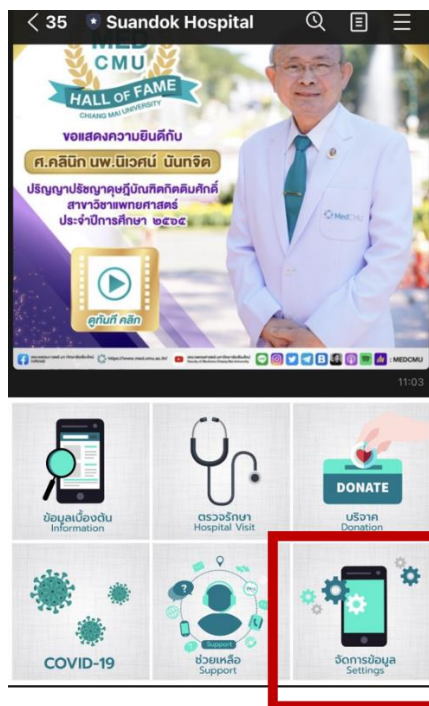 35 Suandok Hospital
MED
CMU
HALL OF FAME
CHIANG MAI UNIVERSITY
ขอแสดงความยินดีกับ
ศ.คลินิก นพ.นิเวศน์ นันทจิต
ปริญญาปรัชญาดุษฎีบัณฑิตกิตติมศักดิ์
สาขาวิชาแพทยศาสตร์
ประจำปีการศึกษา ๒๕๖๔
MedCMU
ดูทันที คลิก
https://www.med.cmu.ac.th/
: MEDCMU
11:03
ข้อมูลเบื้องต้น
Information
ตรวจรักษา
Hospital Visit
DONATE
บริจาค
Donation
COVID-19
Support
ช่วยเหลือ
Support
จัดการข้อมูล
Settings